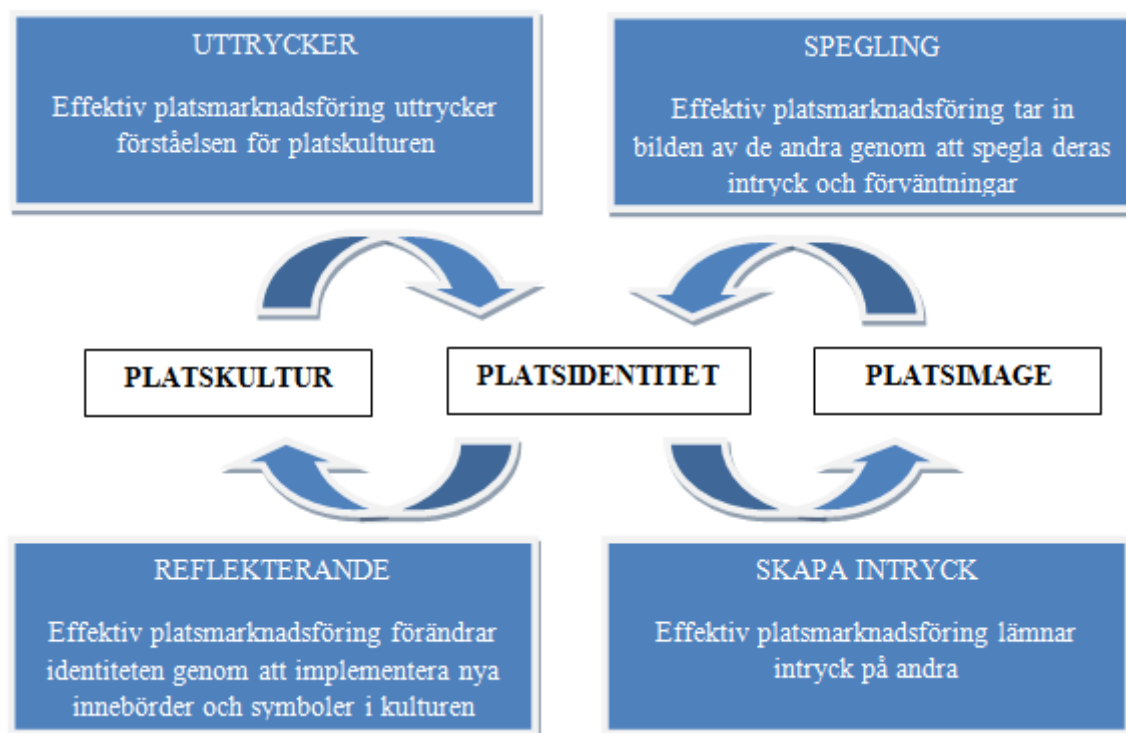 UTTRYCKER
Effektiv platsmarknadsföring uttrycker
förståelsen för platskulturen
SPEGLING
Effektiv platsmarknadsföring tar in
bilden av de andra genom att spegla deras
intryck och förväntningar
PLATSKULTUR
PLATSIDENTITET
PLATSIMAGE
REFLEKTERANDE
Effektiv platsmarknadsföring förändrar
identiteten genom att implementera nya
innebörder och symboler i kulturen
SKAPA INTRYCK
Effektiv platsmarknadsföring lämnar
intryck på andra